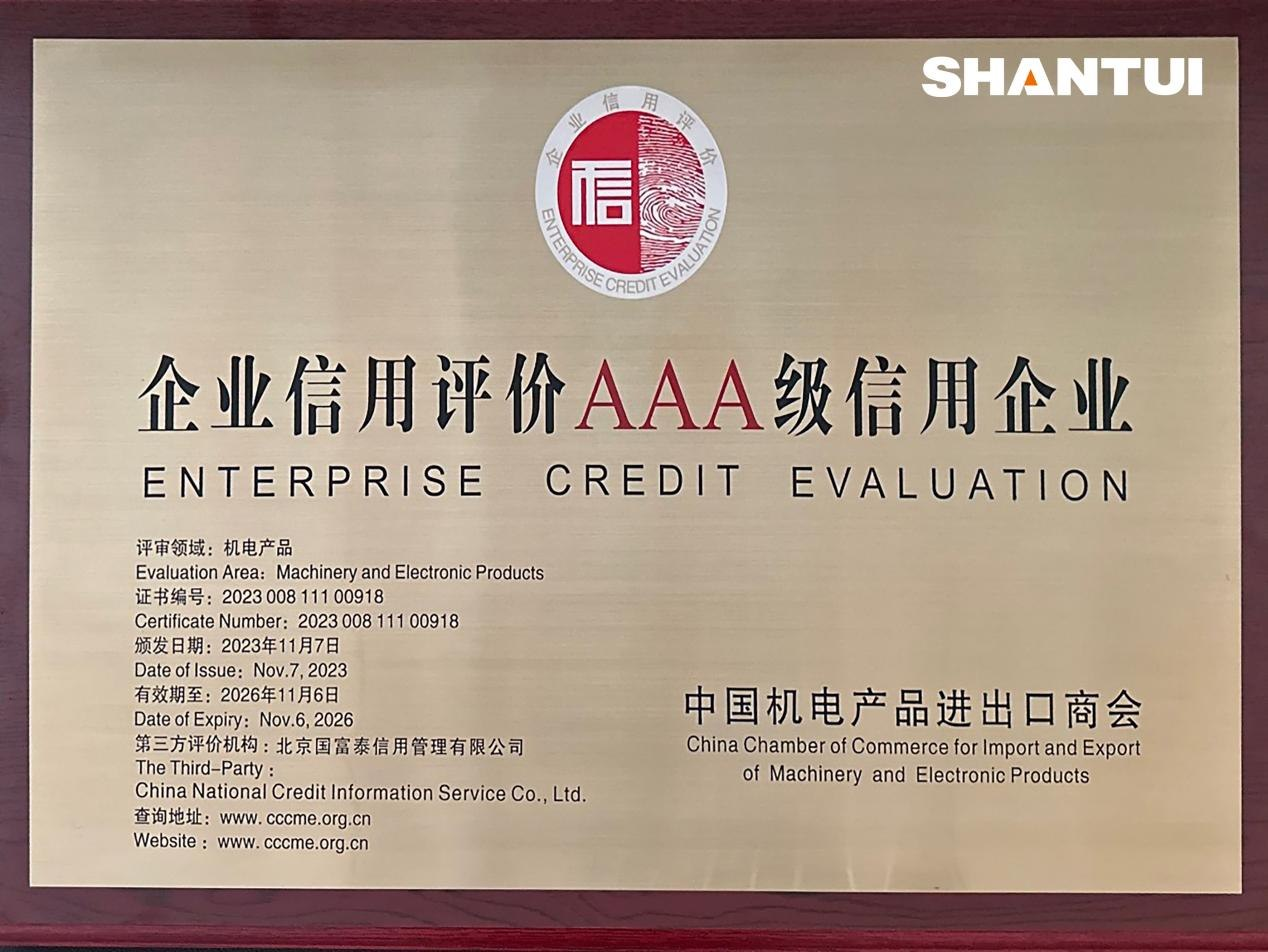 SHANTUI
企业信用评价
信
ENTERPRISE CREDIT EVALUATION
企业信用评价AAA级信用企业
ENTERPRISE CREDIT EVALUATION
评审领域：机电产品
Evaluation Area：Machinery and Electronic Products
证书编号：2023 008 111 00918
Certificate Number：2023 008 111 00918
颁发日期：2023年11月7日
Date of Issue：Nov.7, 2023
有效期至：2026年11月6日
Date of Expiry：Nov.6, 2026
第三方评价机构：北京国富泰信用管理有限公司
The Third–Party：
China National Credit Information Service Co., Ltd.
查询地址：www. cccme.org.cn
Website：www. cccme.org.cn
中国机电产品进出口商会
China Chamber of Commerce for Import and Export
of Machinery and Electronic Products